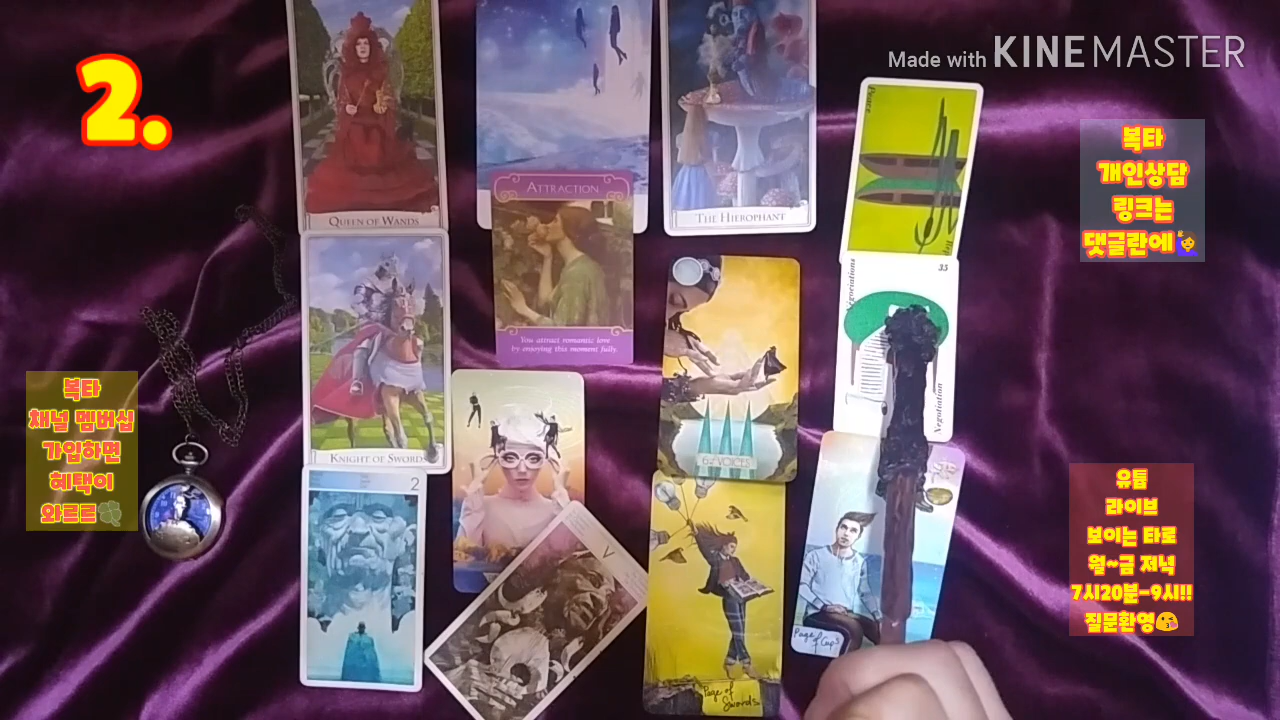 2.
Made with KINEMASTER
복타
개인상담
링크는
댓글란에🙋‍♀️
복타
채널 멤버십
가입하면
혜택이
와르르🍀
유튭
라이브
보이는 타로
월~금 저녁
7시20분-9시!!
질문환영😘
QUEEN OF WANDS
ATTRACTION
You attract romantic love
by enjoying this moment fully.
THE HIEROPHANT
KNIGHT OF SWORDS
2
V
VOICES
Page of
Swords
35
Negotiation
Page of Cups